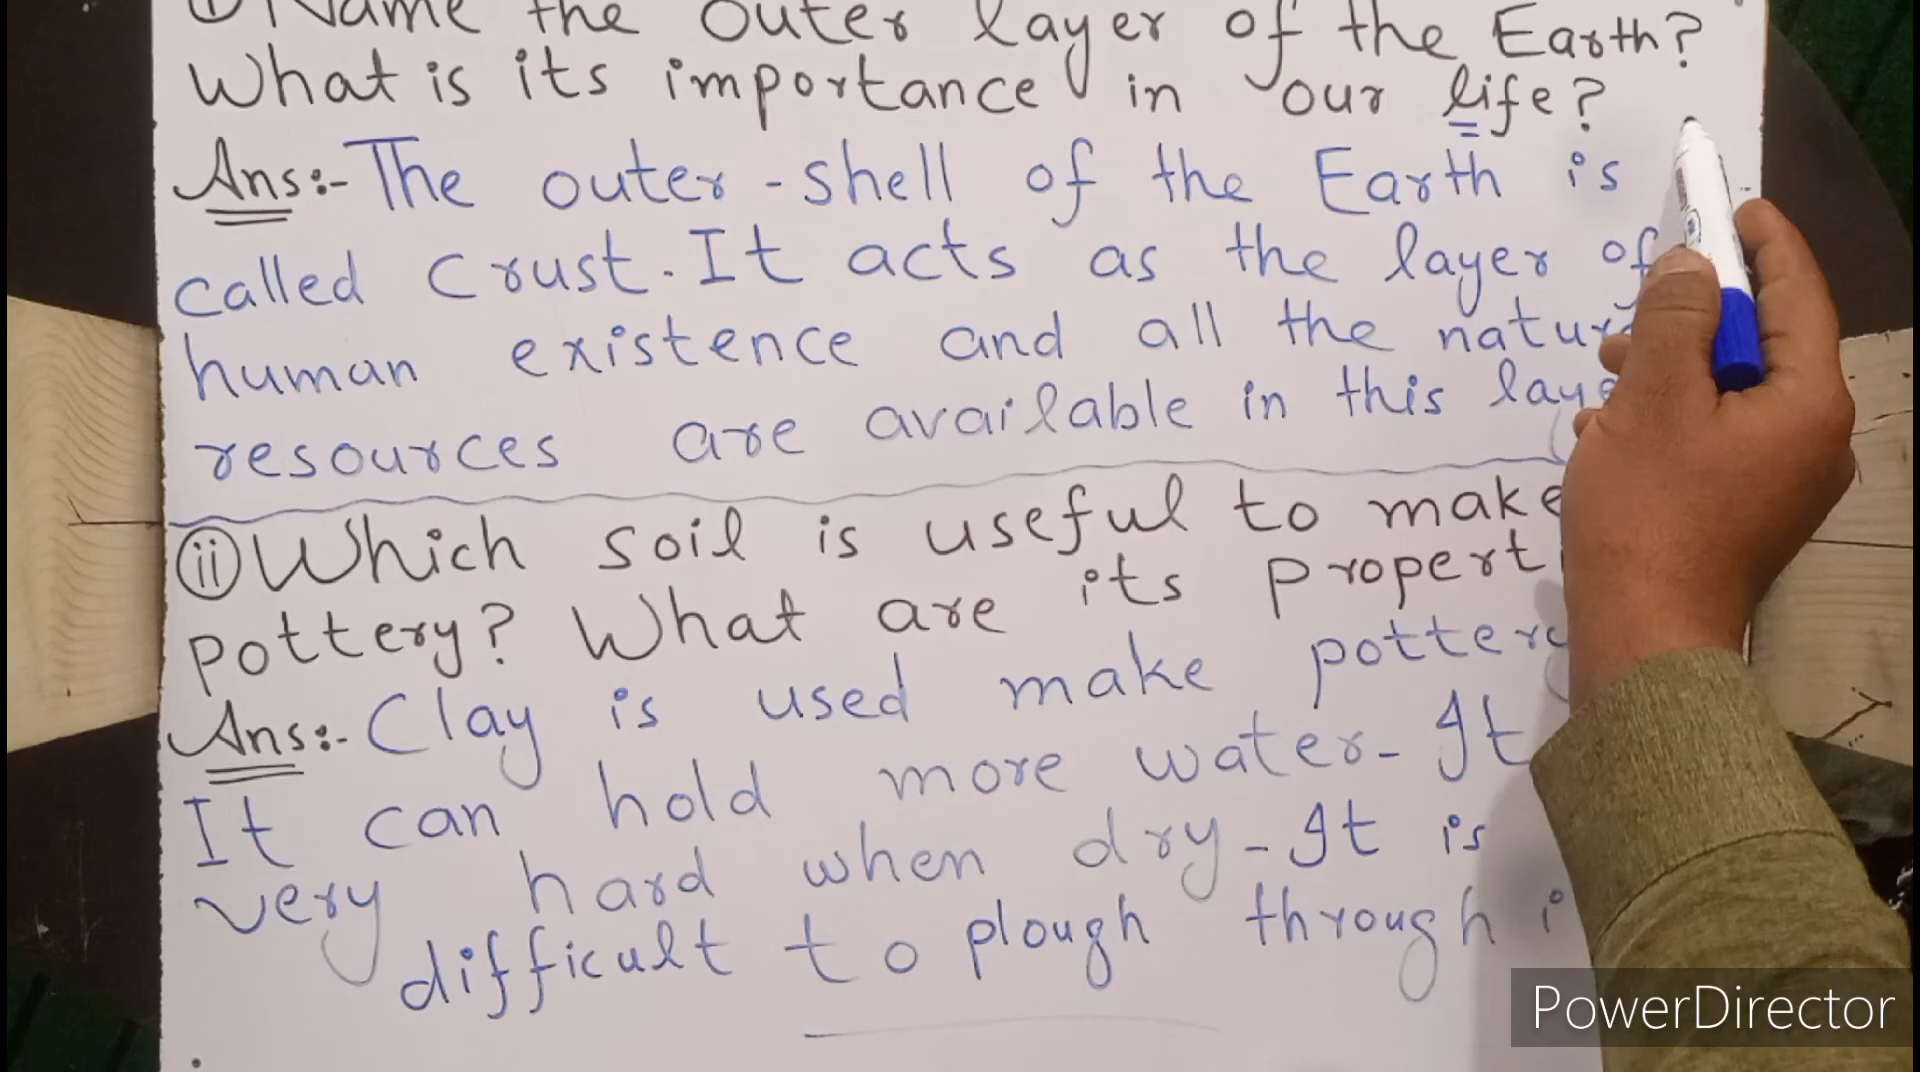 i Name the outer layer of the Earth?
What is its importance in our life?
Ans:- The outer-shell of the Earth is
called Crust. It acts as the layer of
human existence and all the natur
resources are available in this laye
ii Which soil is useful to make
pottery? What are its propert
Ans:- Clay is used make pottery
It can hold more water- It
very hard when dry- It is
difficult to plough through i
PowerDirector